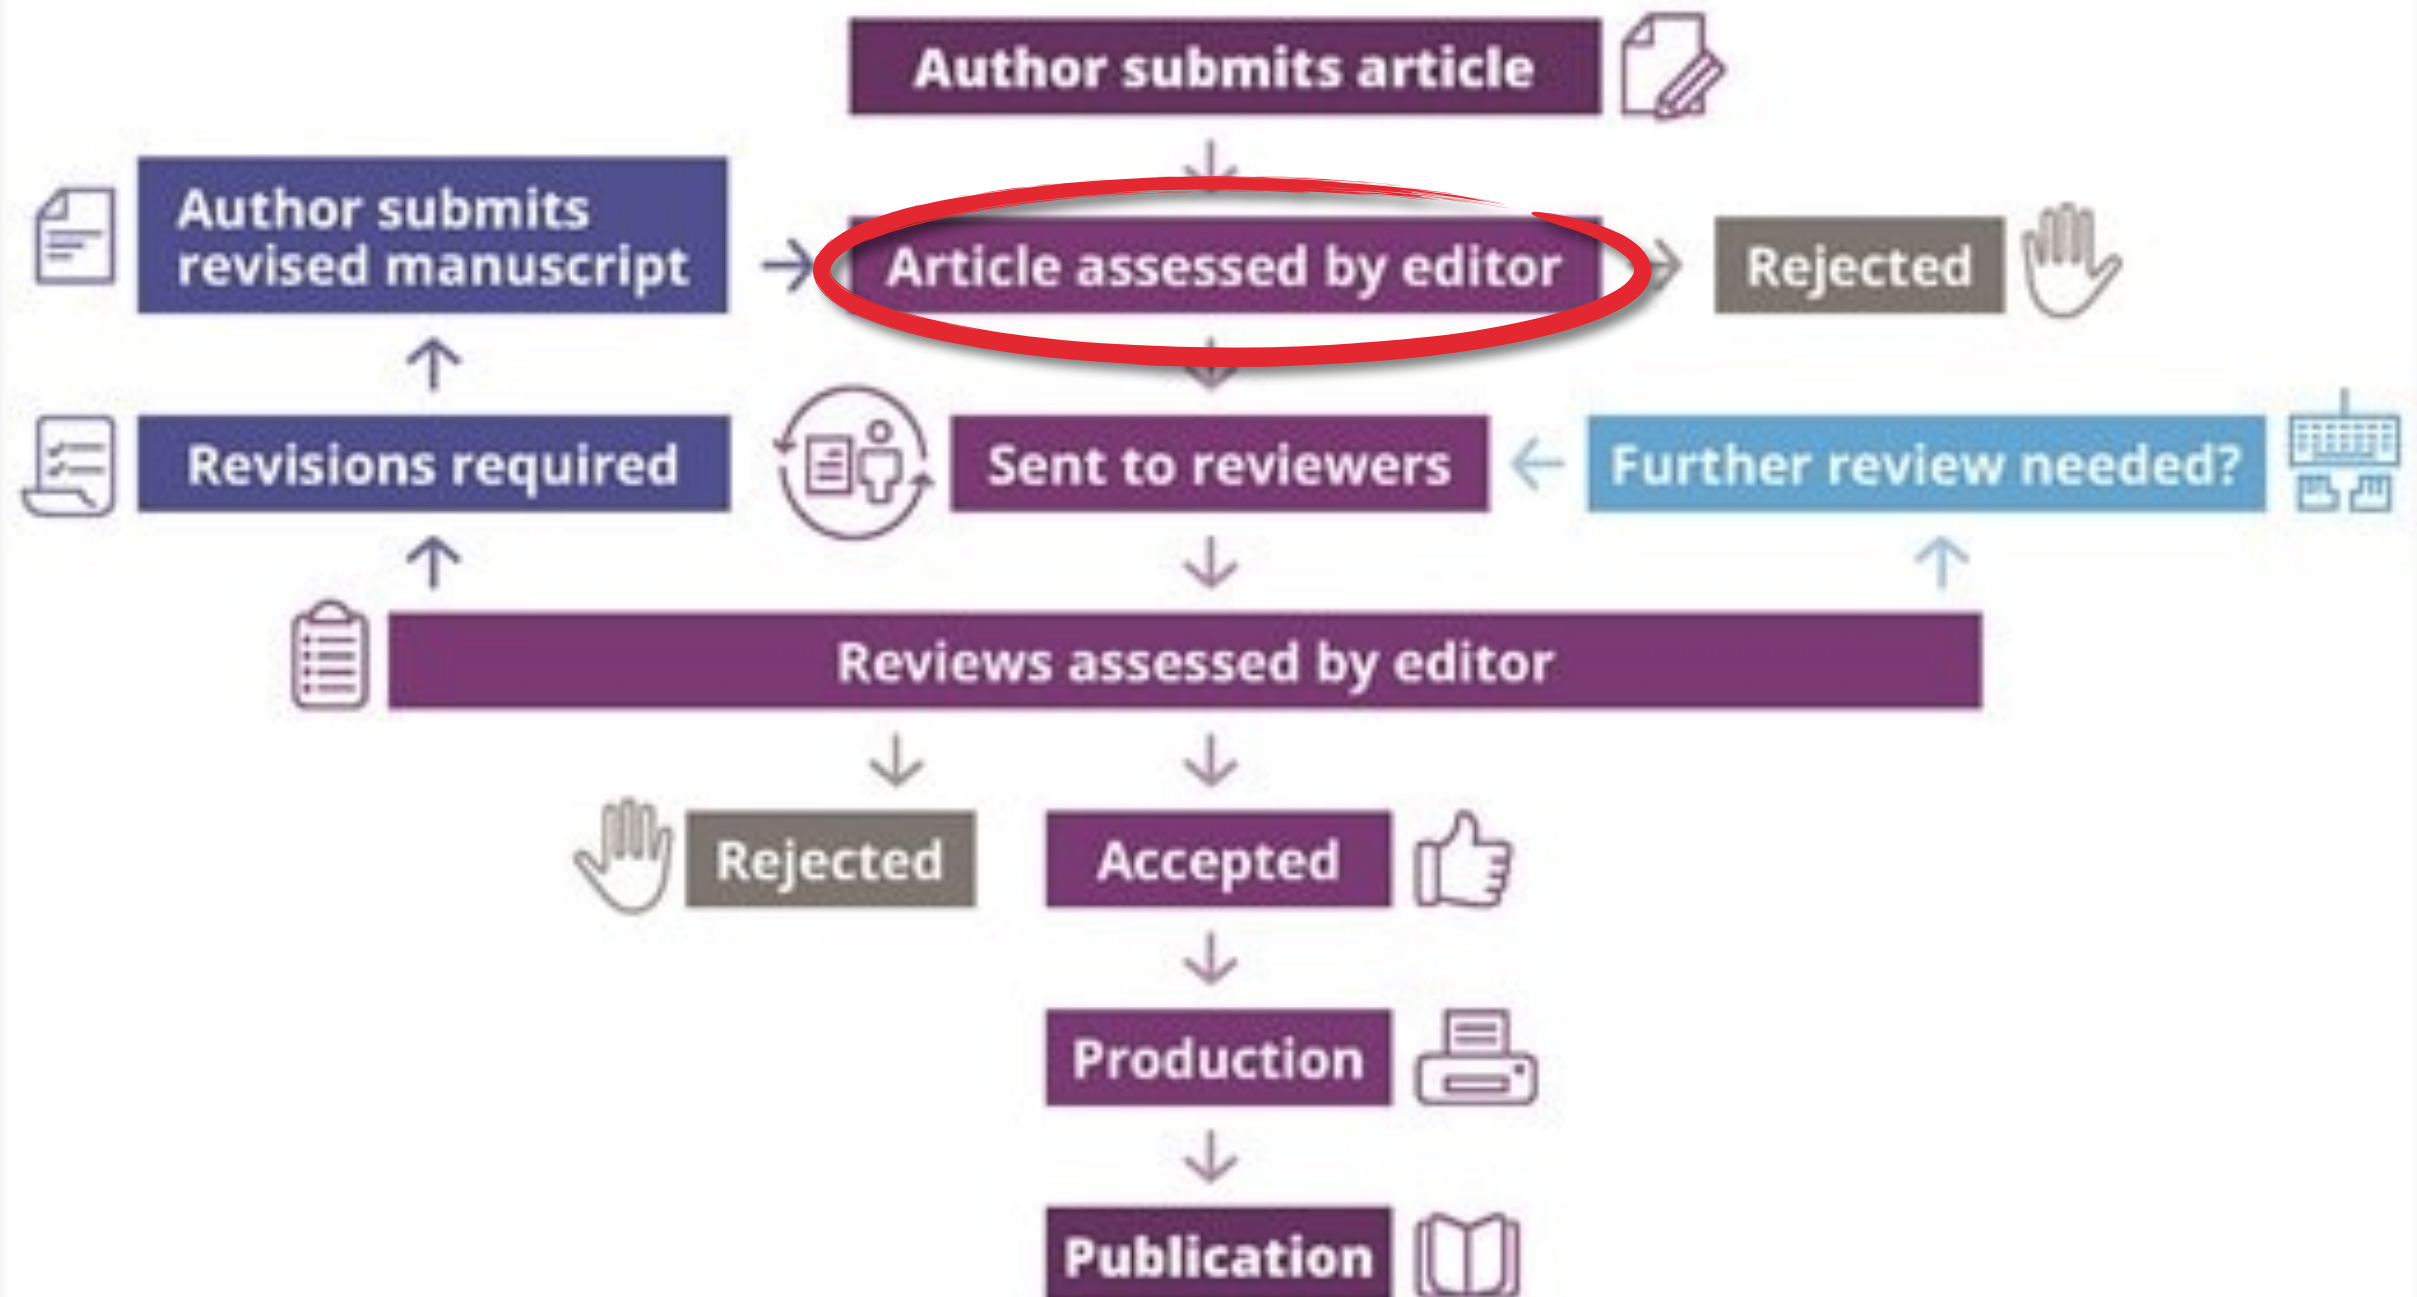 Author submits article
Author submits
revised manuscript
Article assessed by editor
Rejected
Revisions required
Sent to reviewers
Further review needed?
Reviews assessed by editor
Rejected
Accepted
Production
Publication